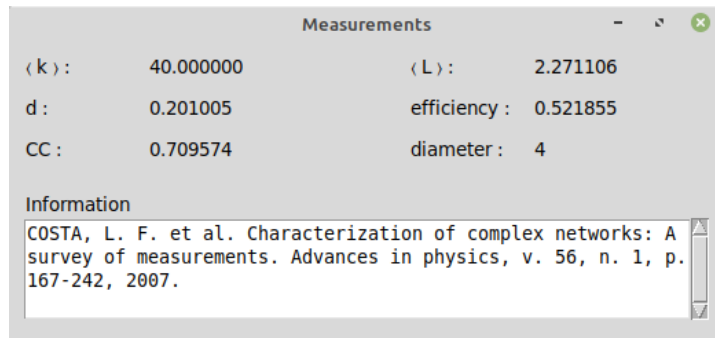 Measurements
⟨k⟩: 40.000000 ⟨L⟩: 2.271106
d : 0.201005 efficiency : 0.521855
CC : 0.709574 diameter : 4
Information
COSTA, L. F. et al. Characterization of complex networks: A
survey of measurements. Advances in physics, v. 56, n. 1, p.
167-242, 2007.